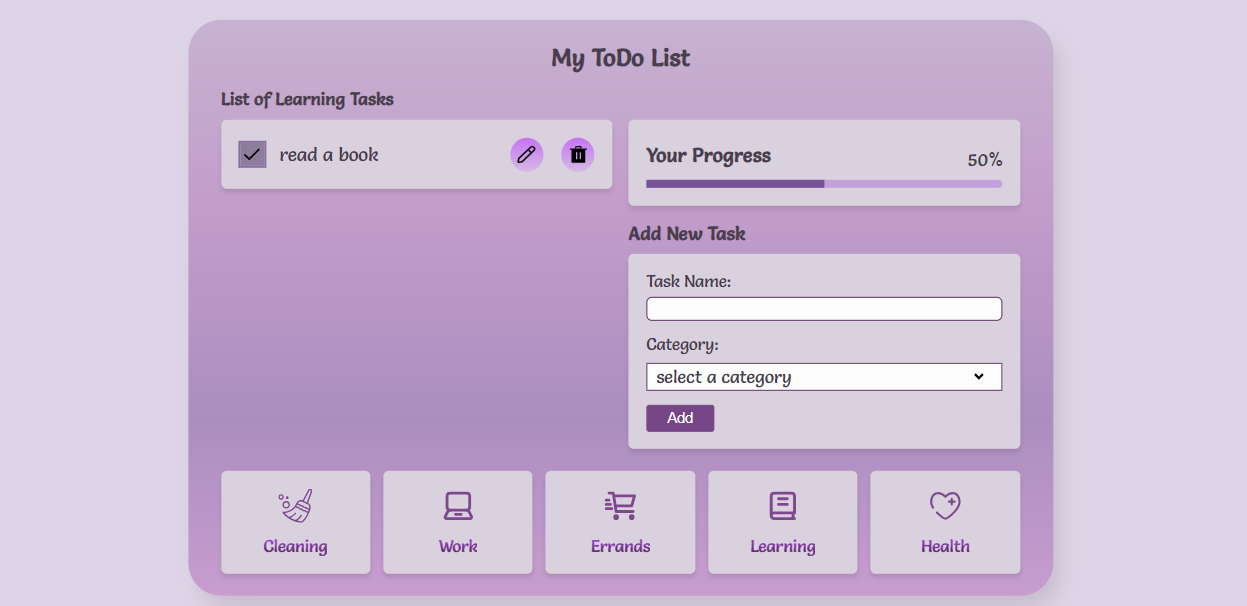 My ToDo List
List of Learning Tasks
read a book
Your Progress
50%
Add New Task
Task Name:
Category:
select a category
Add
Cleaning
Work
Errands
Learning
Health